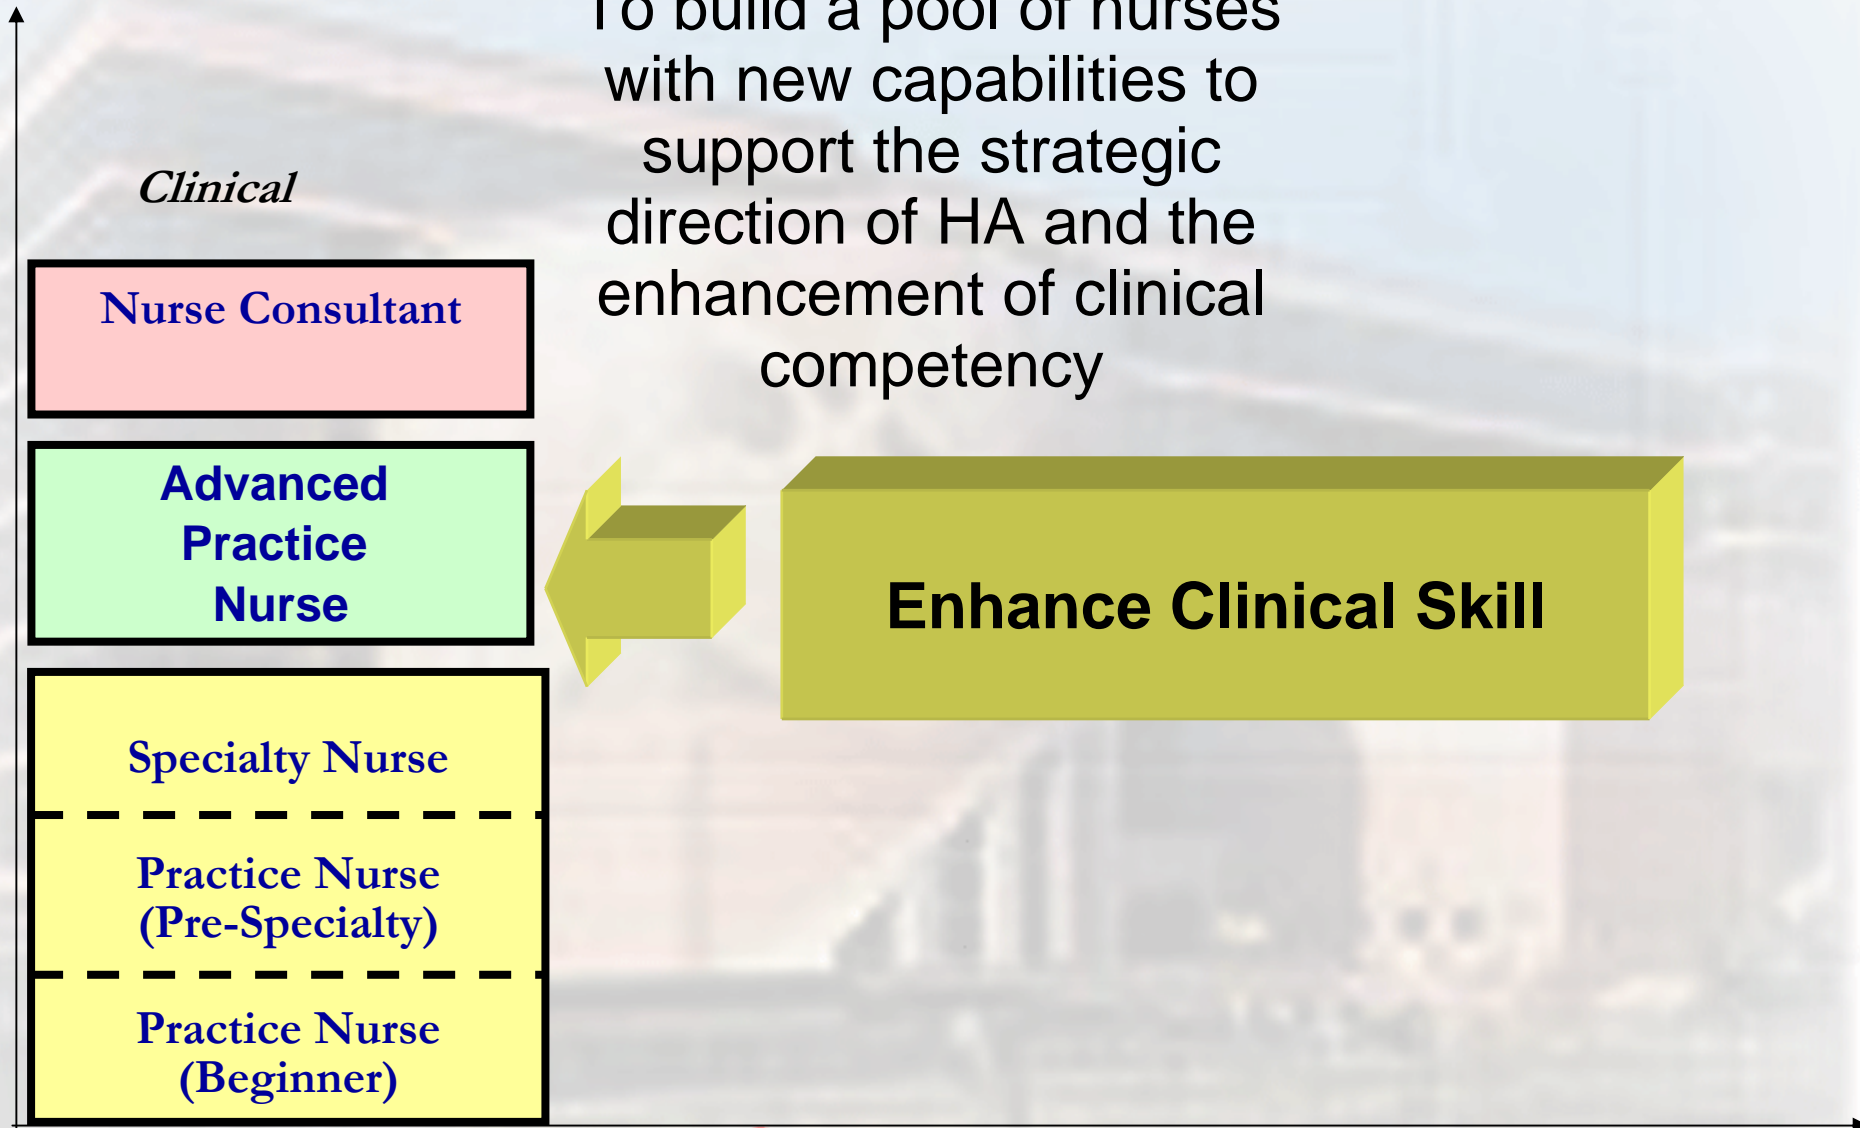 To build a pool of nurses
with new capabilities to
support the strategic
direction of HA and the
enhancement of clinical
competency
Clinical
Nurse Consultant
Advanced
Practice
Nurse
Enhance Clinical Skill
Specialty Nurse
Practice Nurse
(Pre-Specialty)
Practice Nurse
(Beginner)